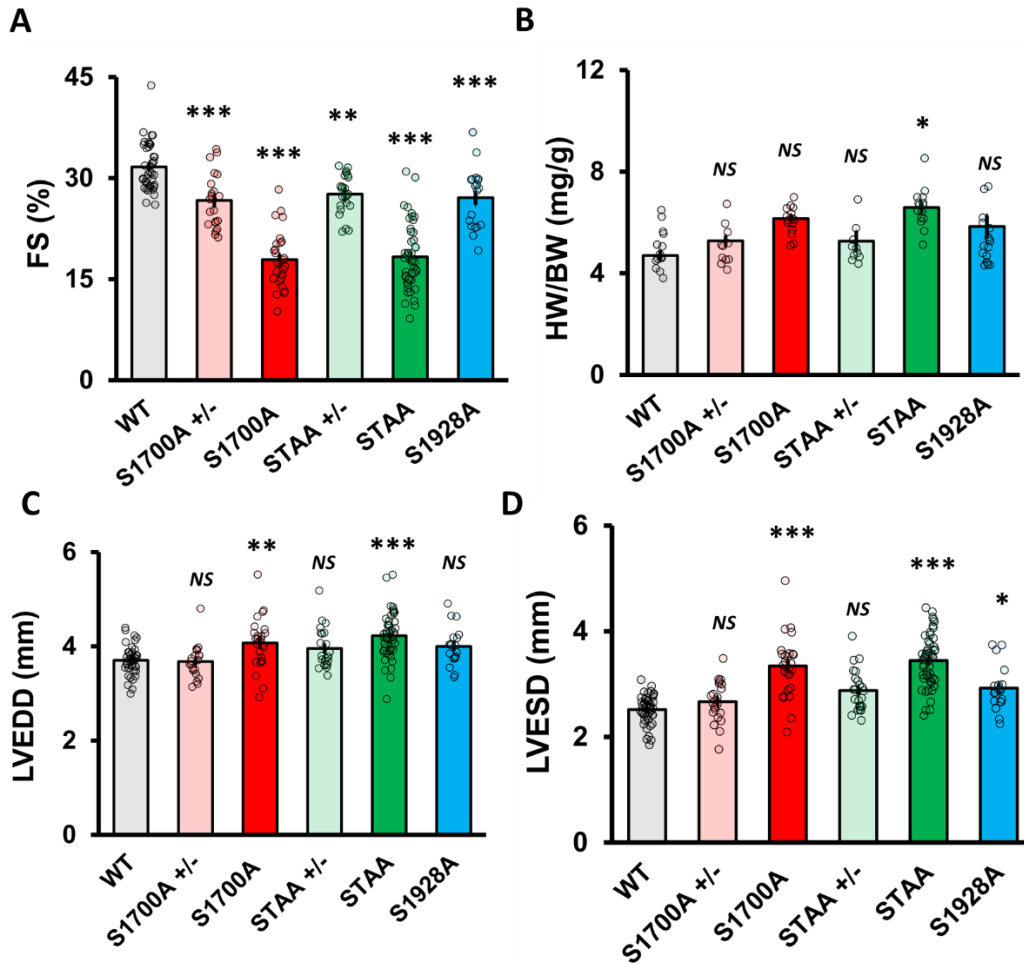 A
FS (%)
45
30
15
0
***
***
**
***
***
WT
S1700A +/-
S1700A
STAA +/-
STAA
S1928A
B
HW/BW (mg/g)
12
8
4
0
NS
NS
NS
*
NS
WT
S1700A +/-
S1700A
STAA +/-
STAA
S1928A
C
LVEDD (mm)
6
4
2
0
NS
**
NS
***
NS
WT
S1700A +/-
S1700A
STAA +/-
STAA
S1928A
D
LVESD (mm)
6
4
2
0
NS
***
NS
***
*
WT
S1700A +/-
S1700A
STAA +/-
STAA
S1928A